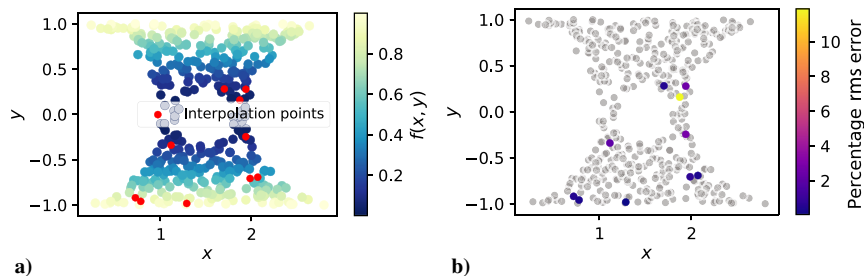 1.0
0.5
0.0
−0.5
−1.0
y
1
2
x
Interpolation points
0.8
0.6
0.4
0.2
f(x, y)
a)
1.0
0.5
0.0
−0.5
−1.0
y
1
2
x
10
8
6
4
2
Percentage rms error
b)